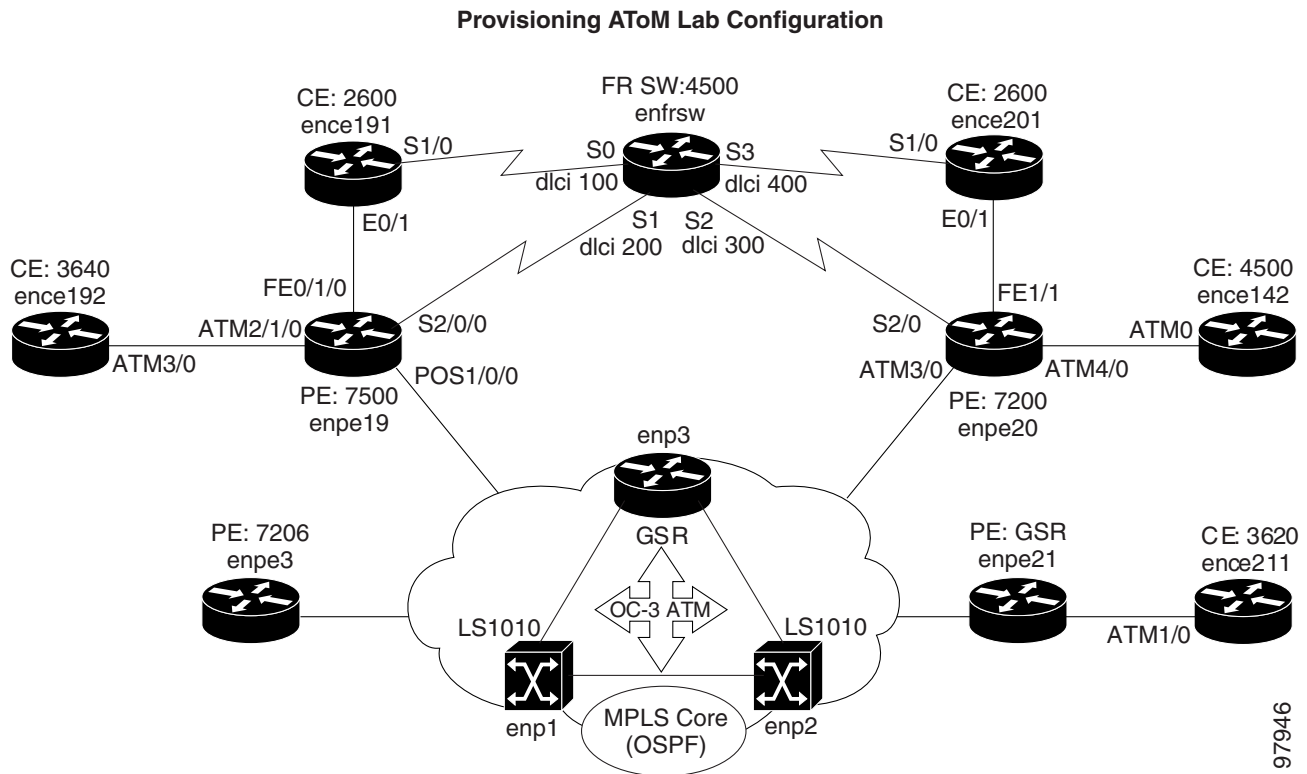 Provisioning AToM Lab Configuration
FR SW:4500
enfrsw
CE: 2600
ence191
CE: 2600
ence201
S1/0
S0
dlci 100
S3
dlci 400
S1/0
E0/1
S1
dlci 200
S2
dlci 300
E0/1
CE: 3640
ence192
FE0/1/0
FE1/1
CE: 4500
ence142
ATM2/1/0
S2/0/0
S2/0
ATM0
ATM3/0
POS1/0/0
ATM3/0
ATM4/0
PE: 7500
enpe19
PE: 7200
enpe20
enp3
GSR
PE: 7206
enpe3
PE: GSR
enpe21
CE: 3620
ence211
OC-3 ATM
LS1010
LS1010
ATM1/0
enp1
enp2
MPLS Core
(OSPF)
97946